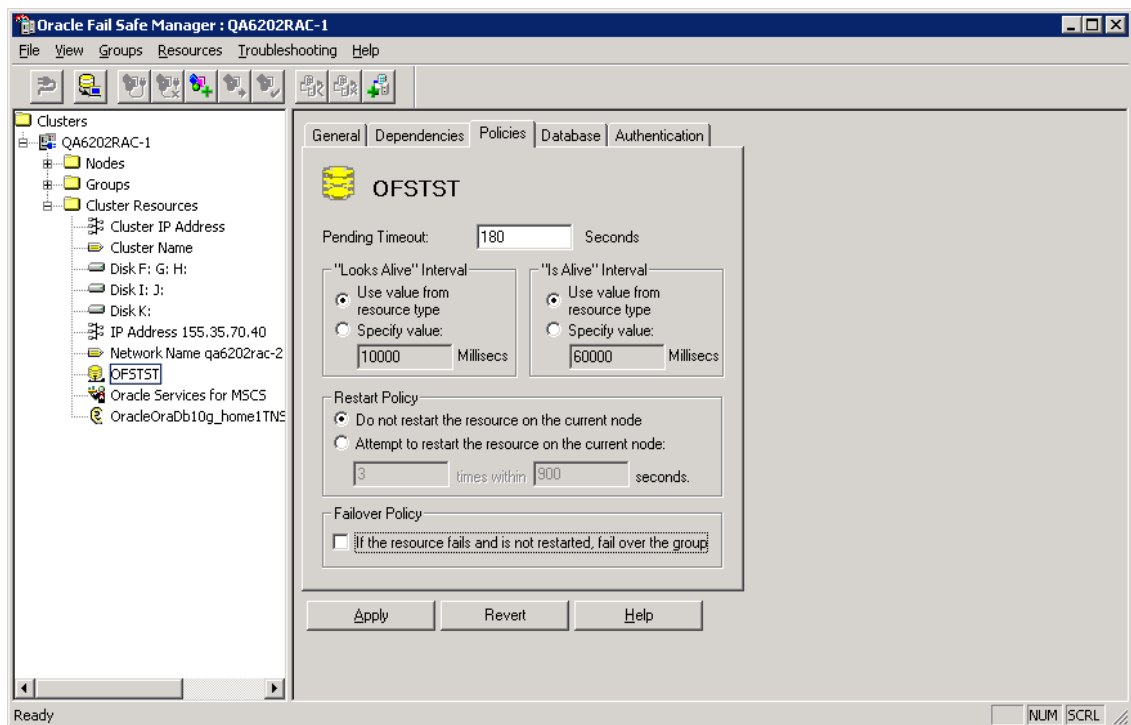 Oracle Fail Safe Manager : QA6202RAC-1
File View Groups Resources Troubleshooting Help
Clusters
QA6202RAC-1
Nodes
Groups
Cluster Resources
Cluster IP Address
Cluster Name
Disk F: G: H:
Disk I: J:
Disk K:
IP Address 155.35.70.40
Network Name qa6202rac-2
OFSTST
Oracle Services for MSCS
OracleOraDb10g_home1TNS
General Dependencies Policies Database Authentication
OFSTST
Pending Timeout: 180 Seconds
"Looks Alive" Interval
Use value from
resource type
Specify value:
10000 Millisecs
"Is Alive" Interval
Use value from
resource type
Specify value:
60000 Millisecs
Restart Policy
Do not restart the resource on the current node
Attempt to restart the resource on the current node:
3 times within 900 seconds.
Failover Policy
If the resource fails and is not restarted, fail over the group
Apply Revert Help
Ready NUM SCRL